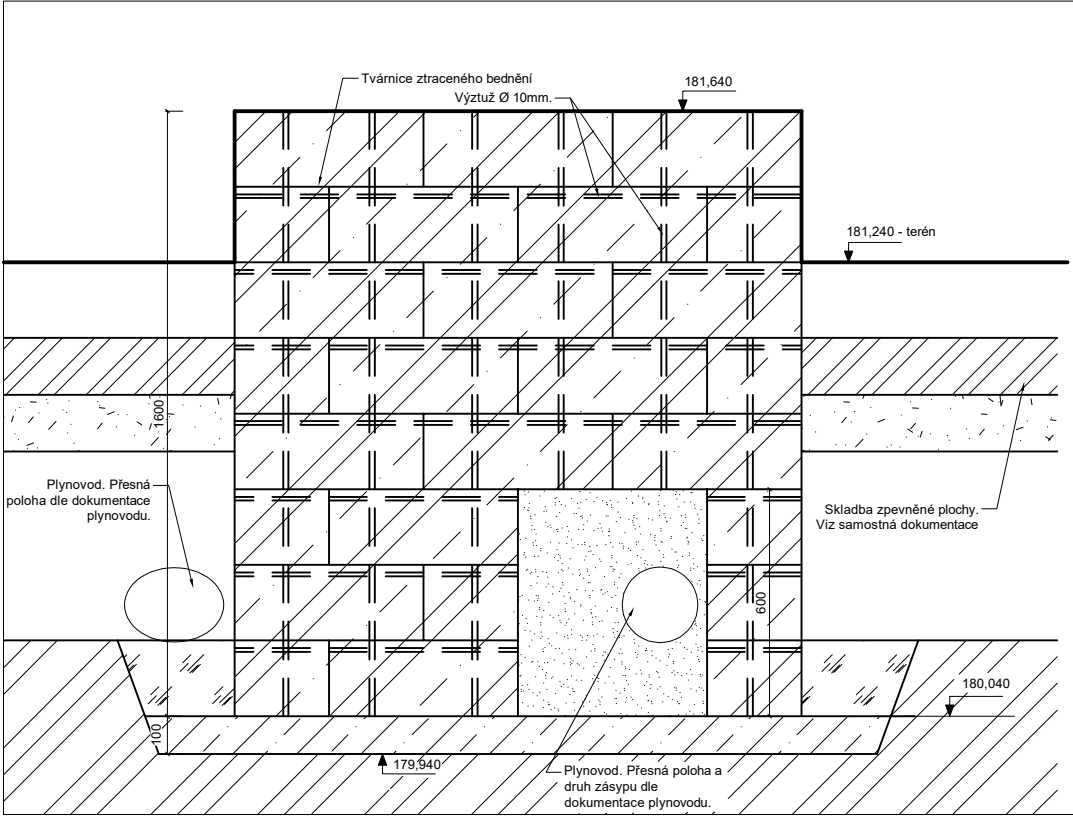 Tvárnice ztraceného bednění
Výztuž Ø 10mm.
181,640
181,240 - terén
1600
Plynovod. Přesná
poloha dle dokumentace
plynovodu.
Skladba zpevněné plochy.
Viz samostná dokumentace
600
180,040
100
179,940
Plynovod. Přesná poloha a
druh zásypu dle
dokumentace plynovodu.